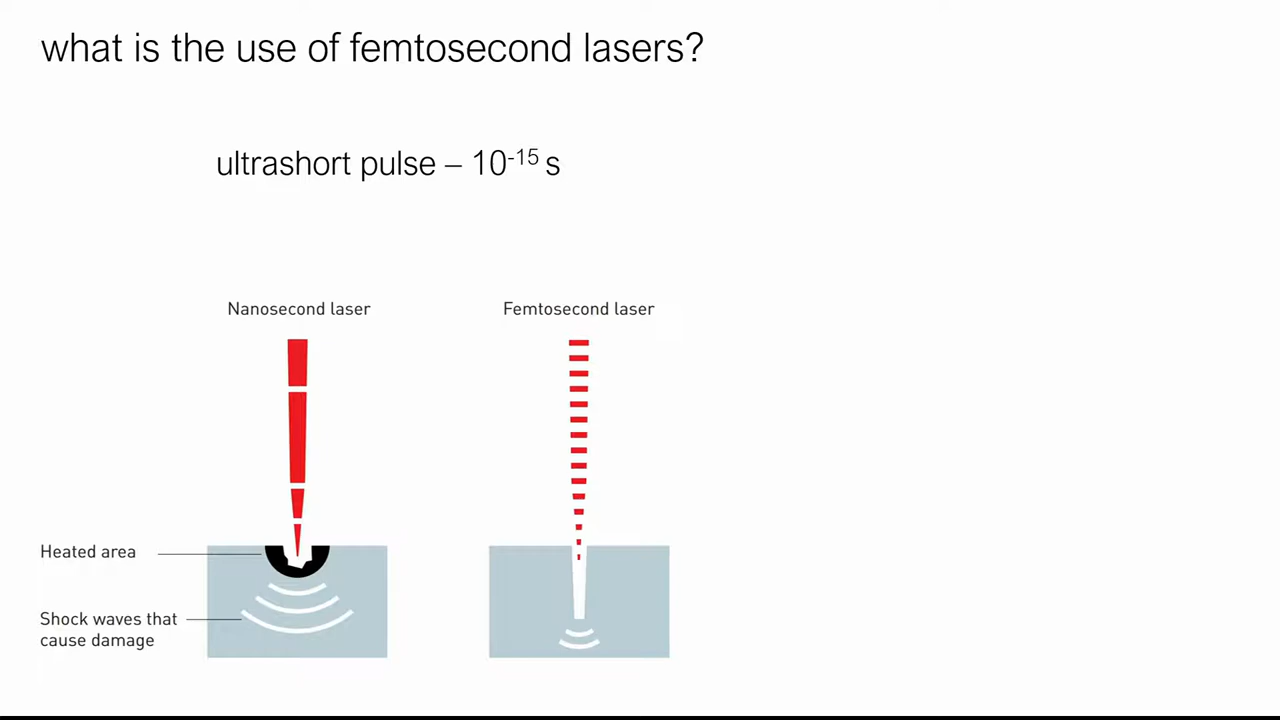 what is the use of femtosecond lasers?
ultrashort pulse – 10⁻¹⁵ s
Nanosecond laser
Femtosecond laser
Heated area
Shock waves that
cause damage